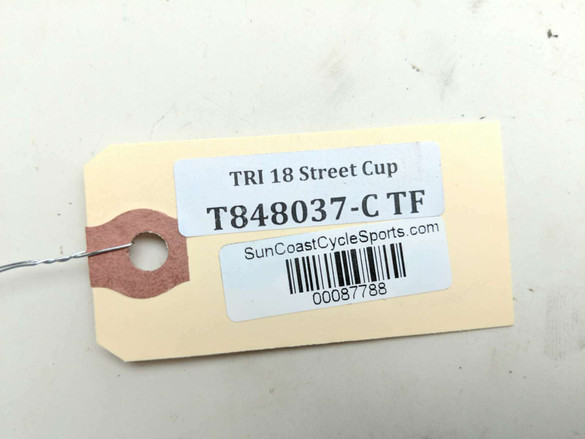 TRI 18 Street Cup
T848037-C TF
SunCoastCycleSports.com
00087788